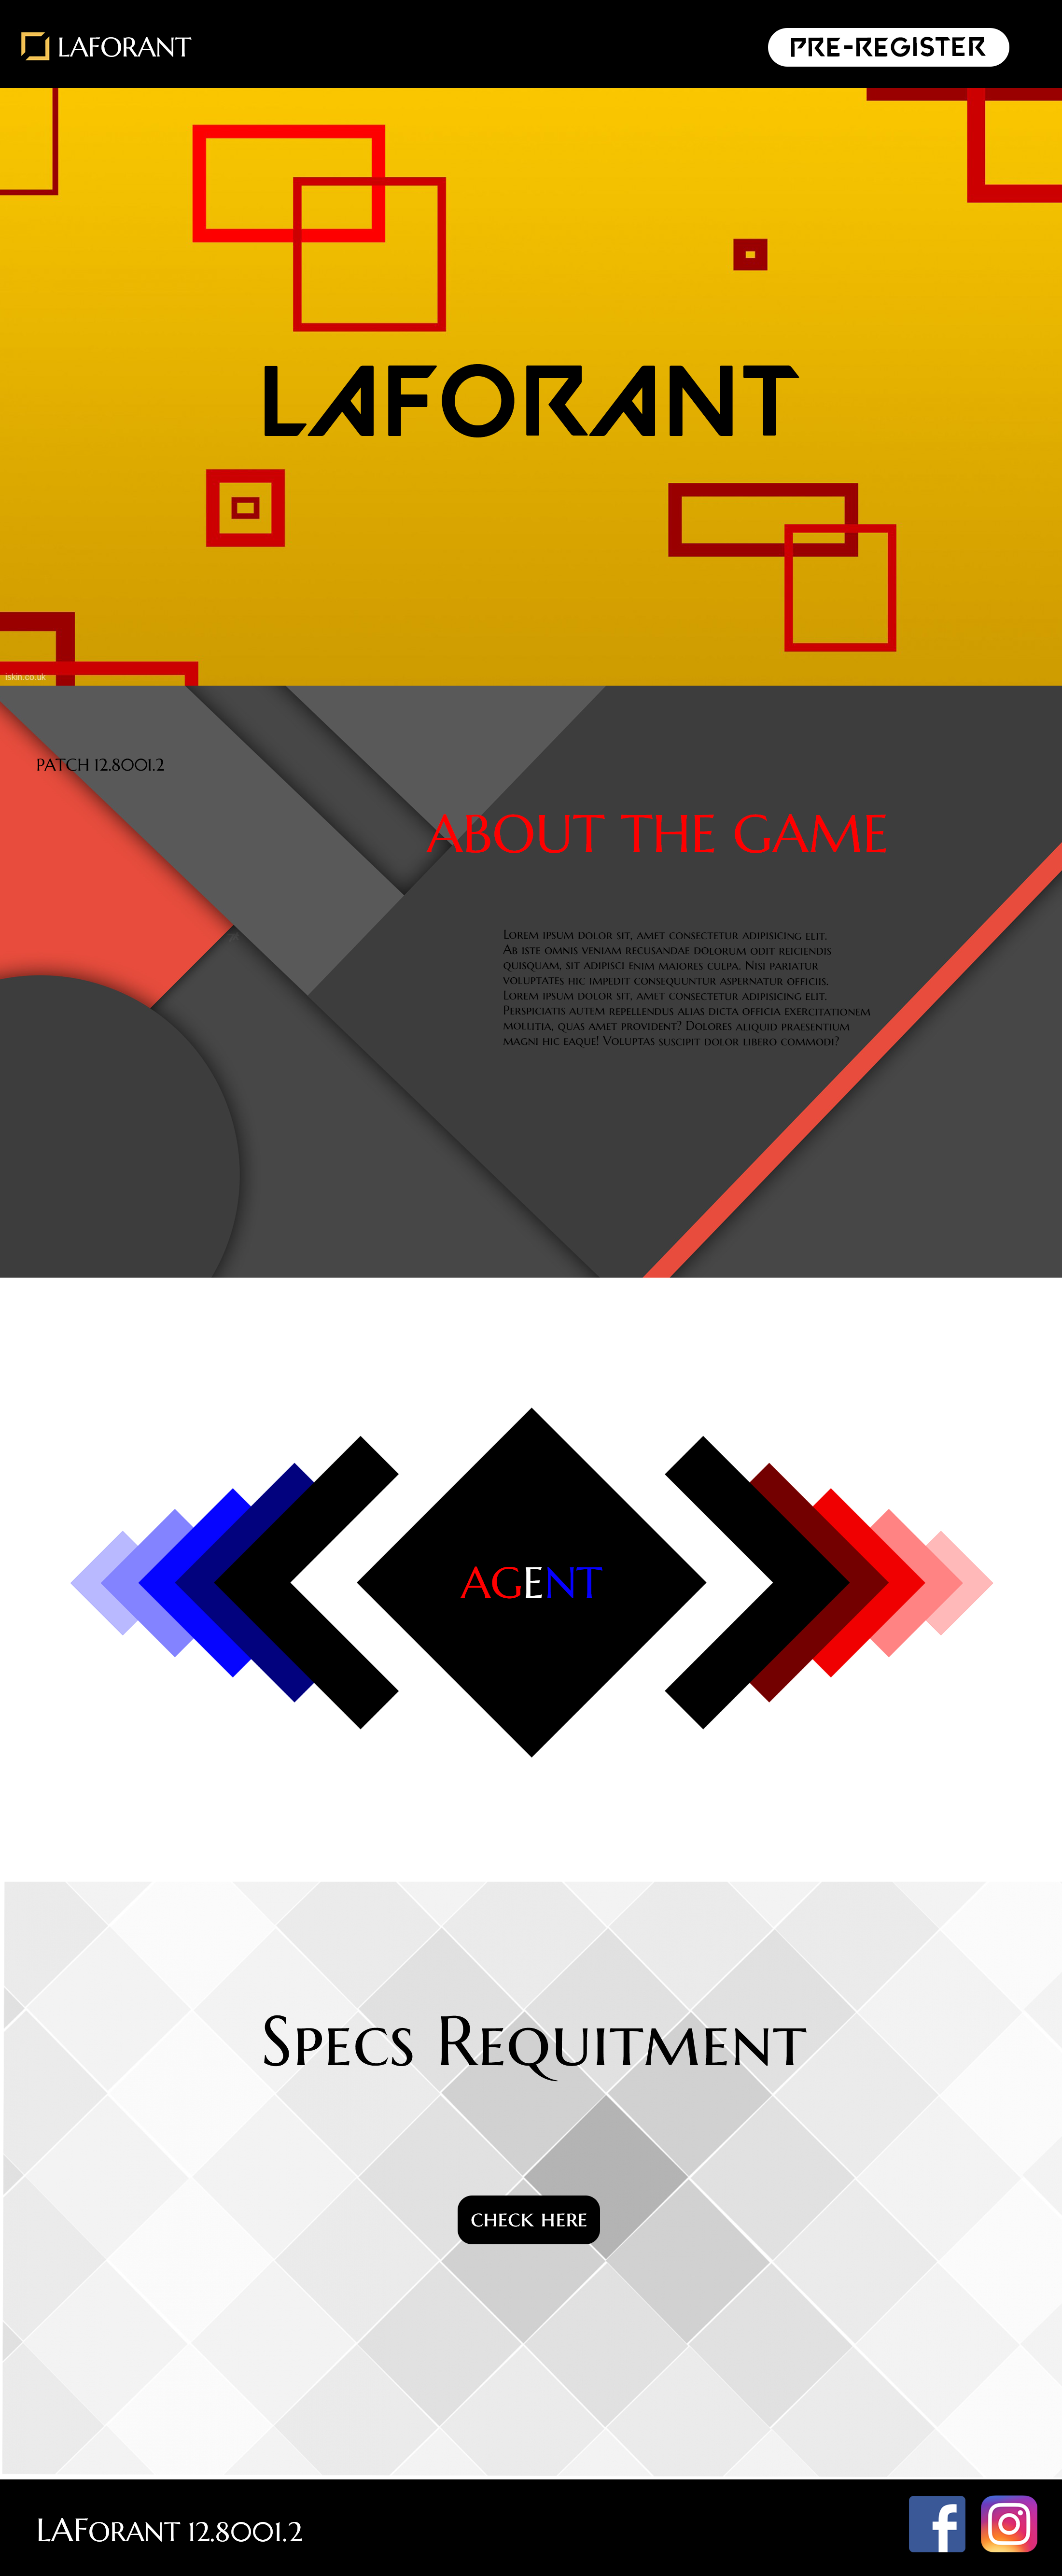 LAFORANT
PRE-REGISTER
LAFORANT
iskin.co.uk
PATCH 12.8001.2
ABOUT THE GAME
Lorem ipsum dolor sit, amet consectetur adipisicing elit.
Ab iste omnis veniam recusandae dolorum odit reiciendis
quisquam, sit adipisci enim maiores culpa. Nisi pariatur
voluptates hic impedit consequuntur aspernatur officiis.
Lorem ipsum dolor sit, amet consectetur adipisicing elit.
Perspiciatis autem repellendus alias dicta officia exercitationem
mollitia, quas amet provident? Dolores aliquid praesentium
magni hic eaque! Voluptas suscipit dolor libero commodi?
AGENT
Specs Requitment
check here
LAForant 12.8001.2